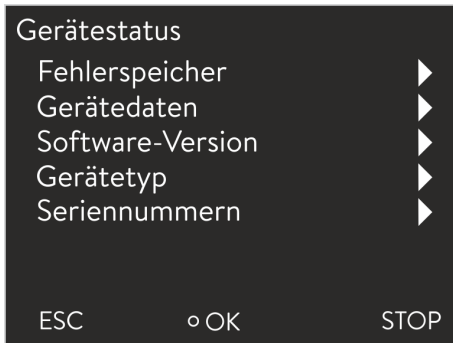 Gerätestatus
Fehlerspeicher
Gerätedaten
Software-Version
Gerätetyp
Seriennummern
ESC OK STOP